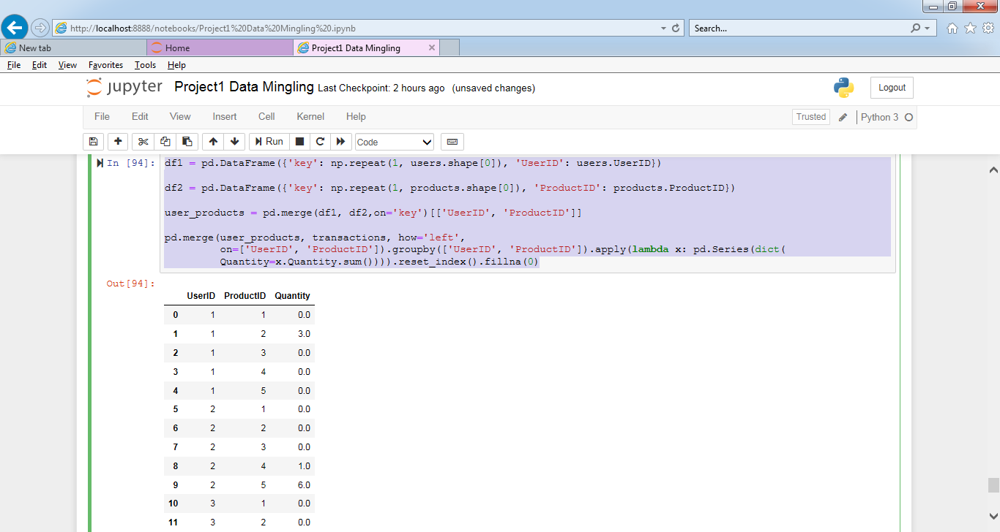 http://localhost:8888/notebooks/Project1%20Data%20Mingling%20.ipynb
Search...
New tab
Home
Project1 Data Mingling
File Edit View Favorites Tools Help
jupyter Project1 Data Mingling Last Checkpoint: 2 hours ago (unsaved changes)
Logout
File Edit View Insert Cell Kernel Help
Trusted
Python 3
Run
Code
In [94]:
df1 = pd.DataFrame({'key': np.repeat(1, users.shape[0]), 'UserID': users.UserID})
df2 = pd.DataFrame({'key': np.repeat(1, products.shape[0]), 'ProductID': products.ProductID})
user_products = pd.merge(df1, df2,on='key')[['UserID', 'ProductID']]
pd.merge(user_products, transactions, how='left',
on=['UserID', 'ProductID']).groupby(['UserID', 'ProductID']).apply(lambda x: pd.Series(dict(
Quantity=x.Quantity.sum()))).reset_index().fillna(0)
Out[94]:
UserID ProductID Quantity
0 1 1 0.0
1 1 2 3.0
2 1 3 0.0
3 1 4 0.0
4 1 5 0.0
5 2 1 0.0
6 2 2 0.0
7 2 3 0.0
8 2 4 1.0
9 2 5 6.0
10 3 1 0.0
11 3 2 0.0